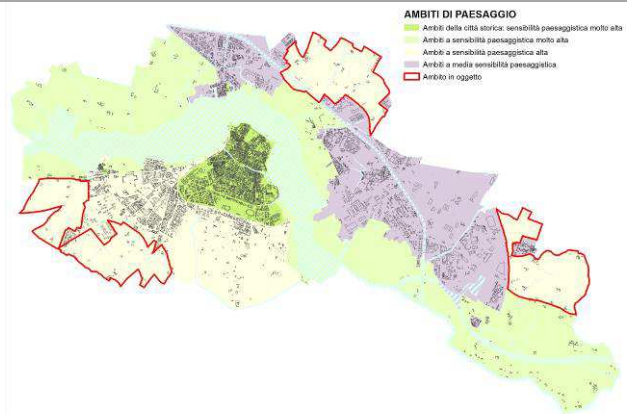 AMBITI DI PAESAGGIO
Ambiti della città storica: sensibilità paesaggistica molto alta
Ambiti a sensibilità paesaggistica molto alta
Ambiti a sensibilità paesaggistica alta
Ambiti a media sensibilità paesaggistica
Ambito in oggetto